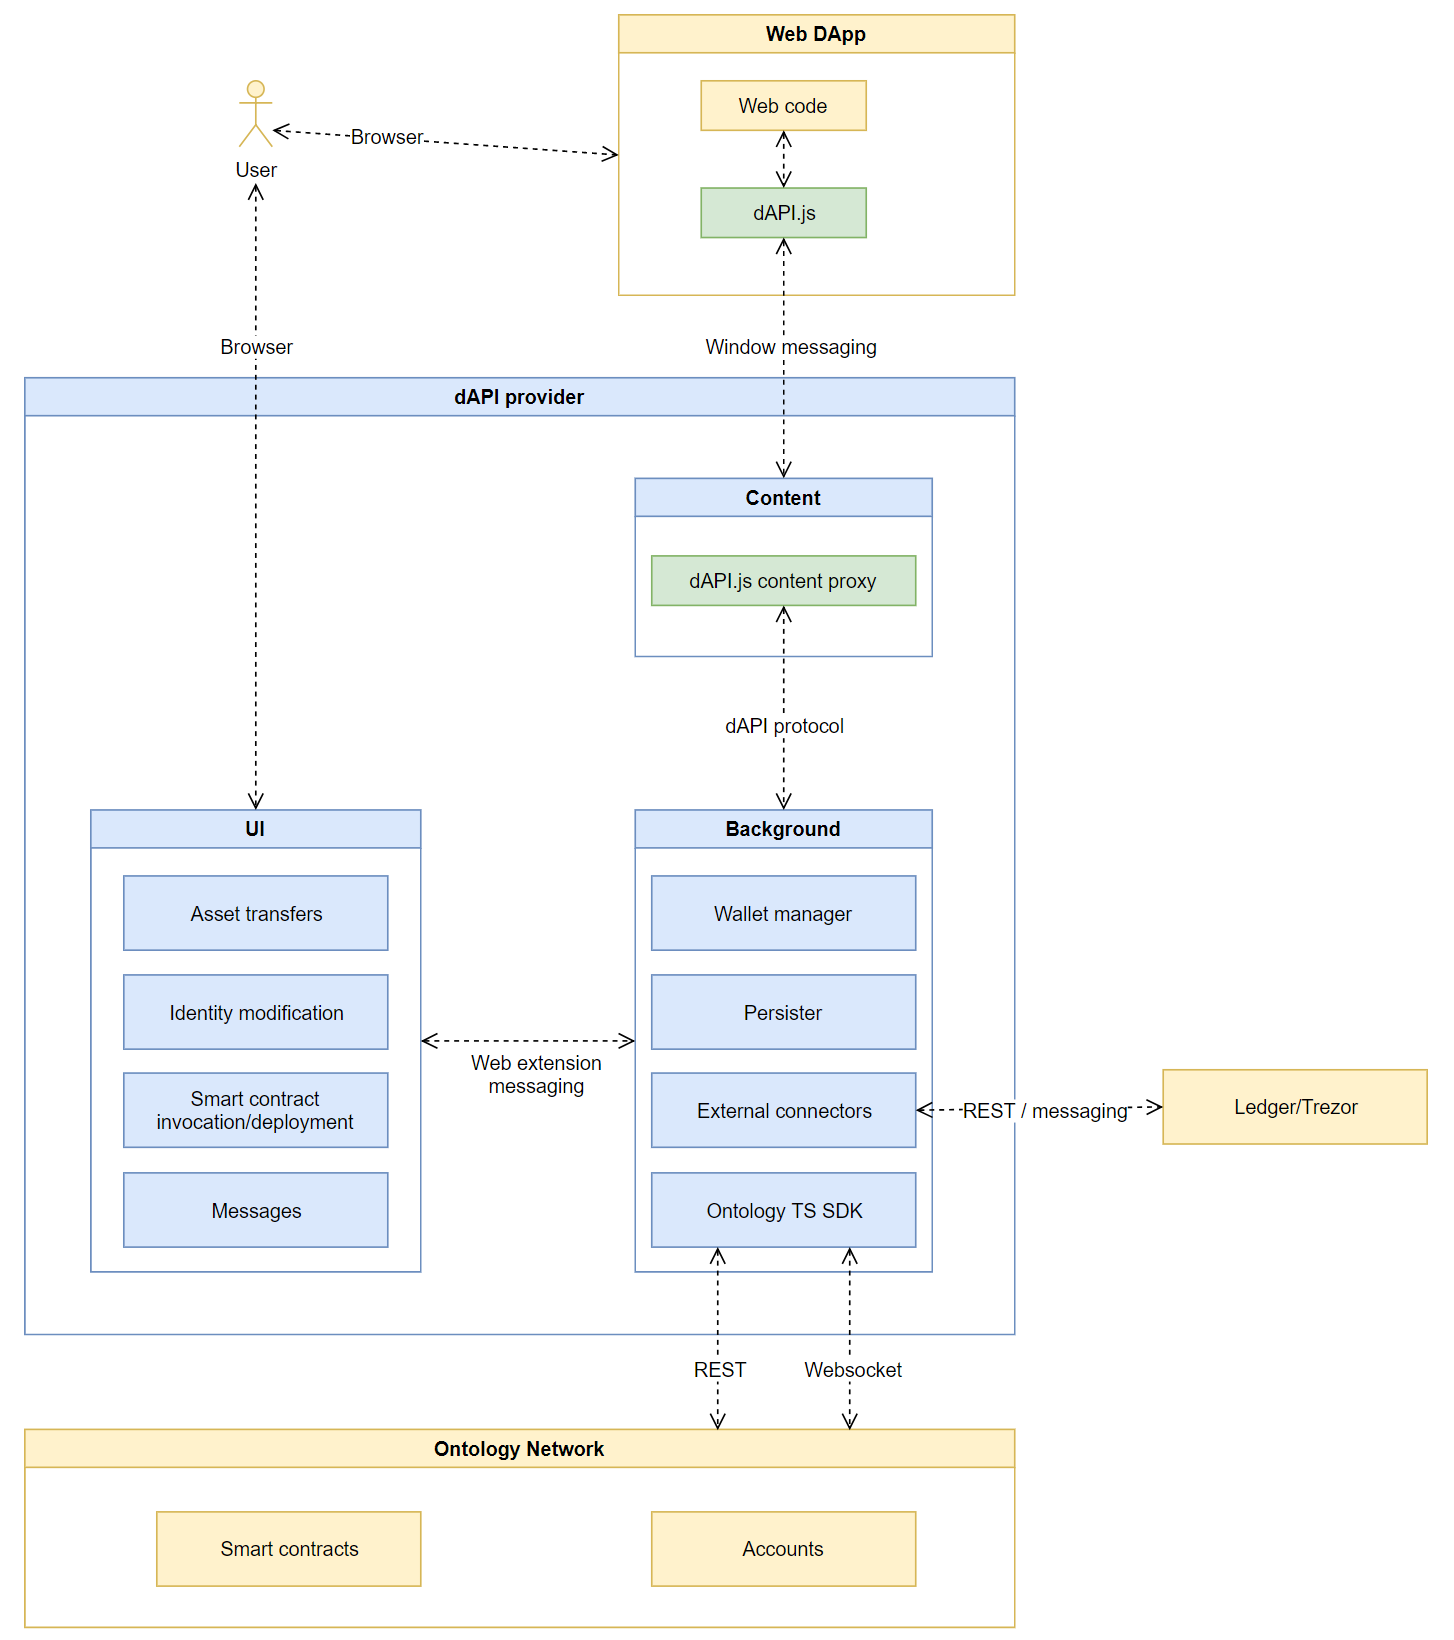 Web DApp
Web code
Browser
User
dAPI.js
Browser
Window messaging
dAPI provider
Content
dAPI.js content proxy
dAPI protocol
UI
Background
Asset transfers
Wallet manager
Identity modification
Persister
Web extension
messaging
Smart contract
invocation/deployment
External connectors
REST / messaging
Ledger/Trezor
Messages
Ontology TS SDK
REST
Websocket
Ontology Network
Smart contracts
Accounts